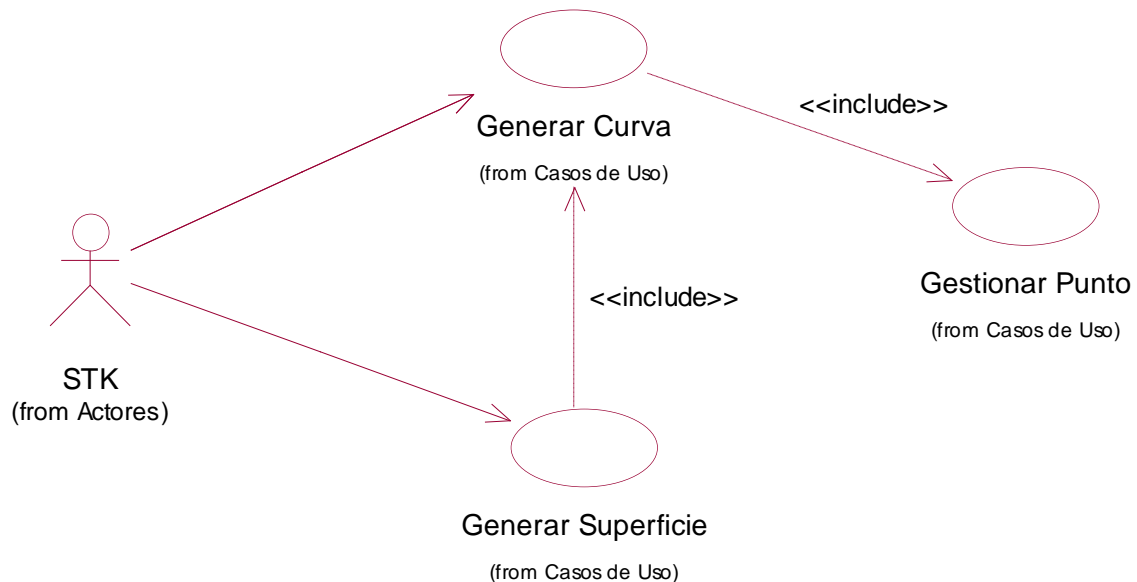 <<include>>
Generar Curva
(from Casos de Uso)
Gestionar Punto
(from Casos de Uso)
<<include>>
STK
(from Actores)
Generar Superficie
(from Casos de Uso)